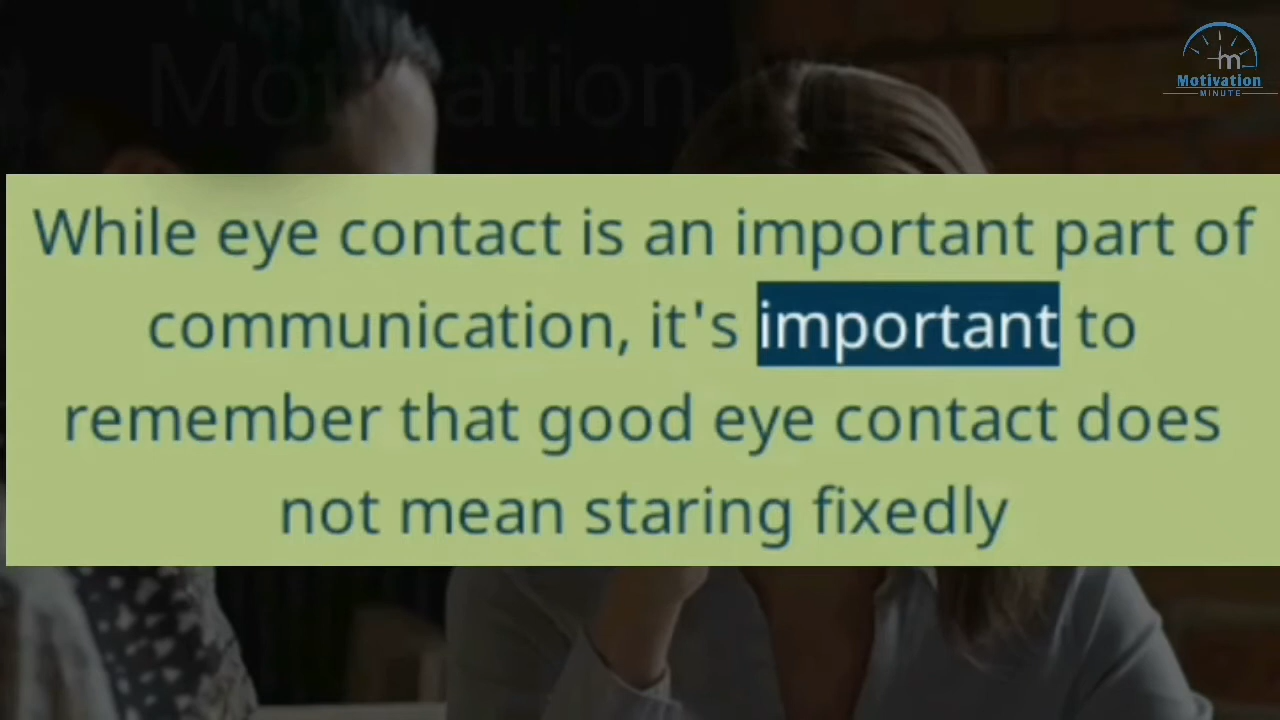 m
Motivation
MINUTE
While eye contact is an important part of
communication, it's important to
remember that good eye contact does
not mean staring fixedly